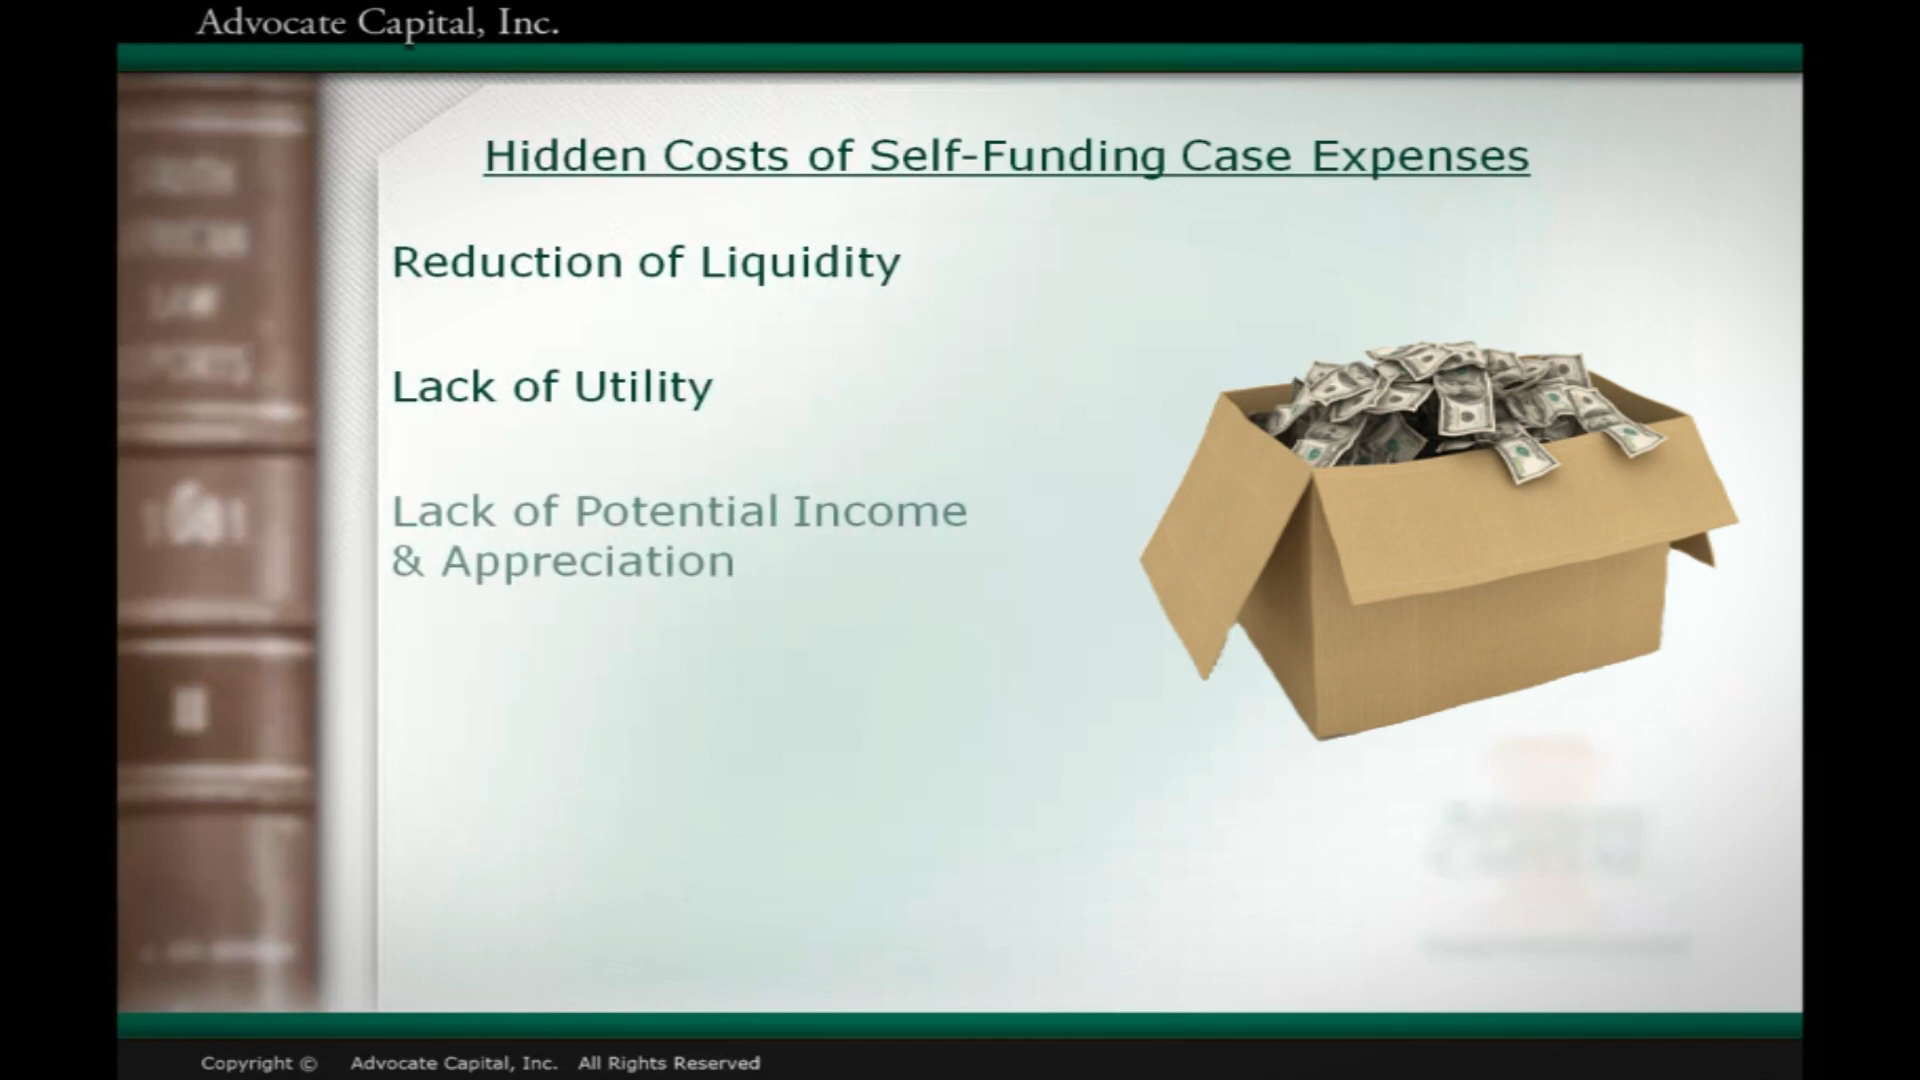 Advocate Capital, Inc.
Hidden Costs of Self-Funding Case Expenses
Reduction of Liquidity
Lack of Utility
Lack of Potential Income
& Appreciation
Copyright © Advocate Capital, Inc. All Rights Reserved